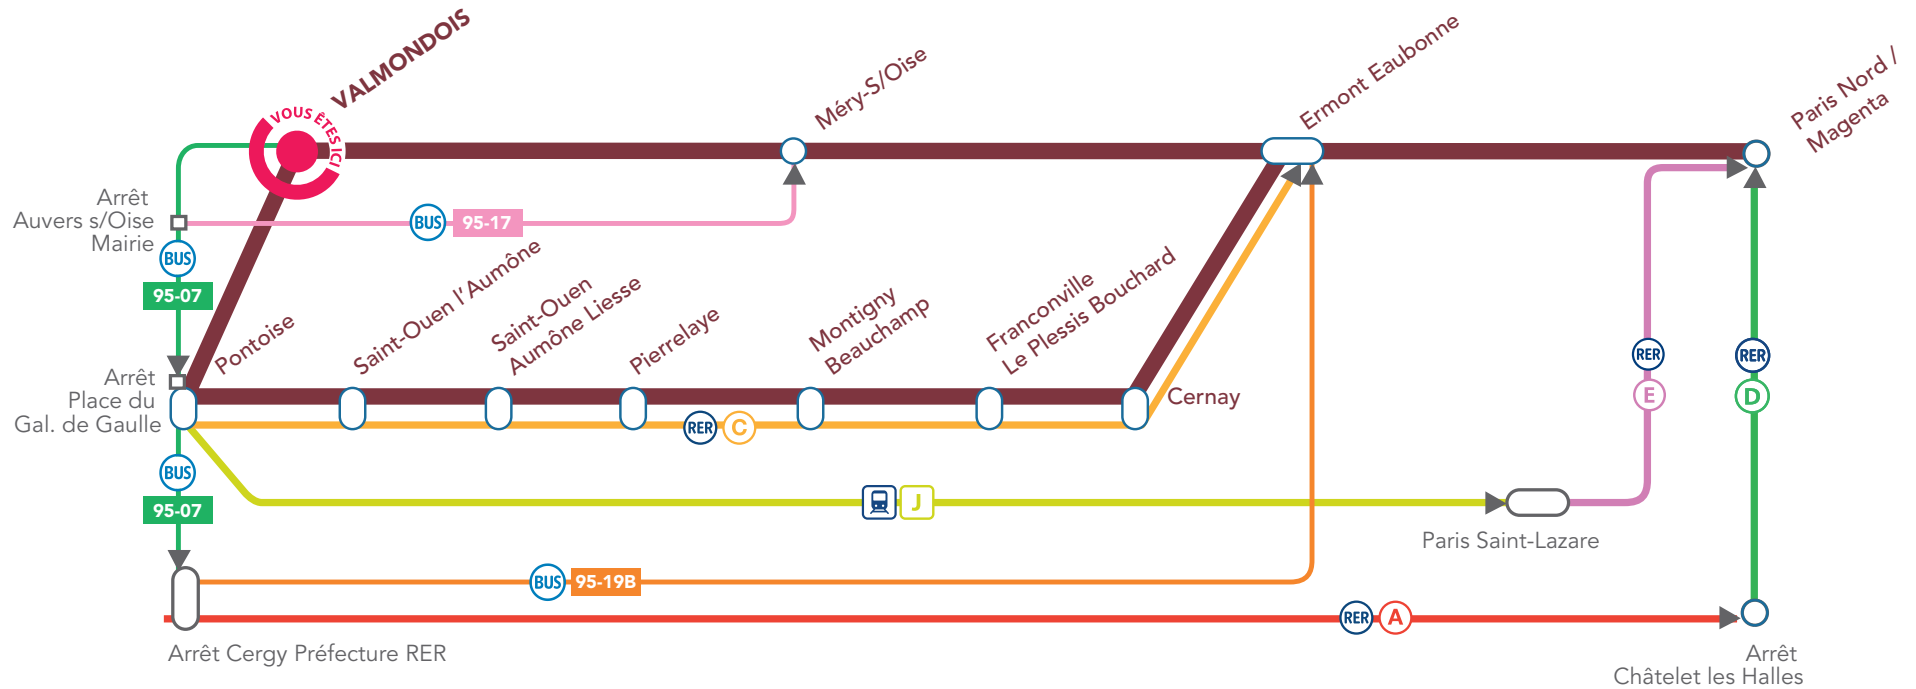 VALMONDOIS
VOUS ÊTES ICI
Méry-S/Oise
Ermont Eaubonne
Paris Nord /
Magenta
Arrêt
Auvers s/Oise
Mairie
BUS
95-17
BUS
95-07
Pontoise
Saint-Ouen l'Aumône
Saint-Ouen
Aumône Liesse
Pierrelaye
Montigny
Beauchamp
Franconville
Le Plessis Bouchard
Cernay
Arrêt
Place du
Gal. de Gaulle
RER
C
RER
E
RER
D
BUS
95-07
J
Paris Saint-Lazare
BUS
95-19B
RER
A
Arrêt Cergy Préfecture RER
Arrêt
Châtelet les Halles